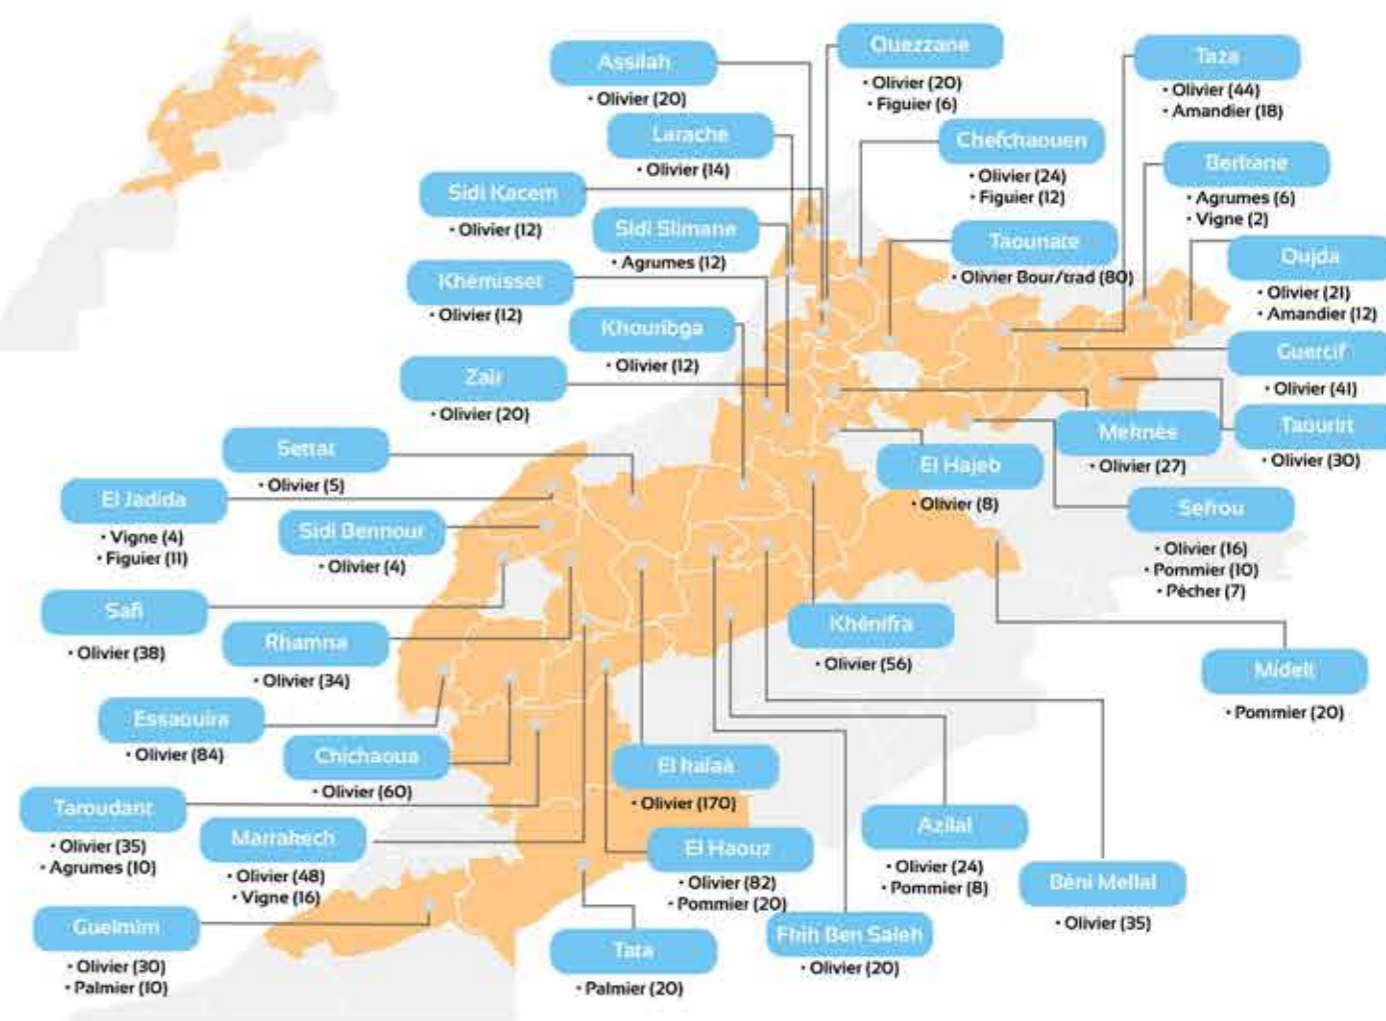 Assilah
• Olivier (20)
Ouezzane
• Olivier (20)
• Figuier (6)
Taza
• Olivier (44)
• Amandier (18)
Larache
• Olivier (14)
Chefchaouen
• Olivier (24)
• Figuier (12)
Berkane
• Agrumes (6)
• Vigne (2)
Sidi Kacem
• Olivier (12)
Sidi Slimane
• Agrumes (12)
Taounate
• Olivier Bour/trad (80)
Oujda
• Olivier (21)
• Amandier (12)
Khémisset
• Olivier (12)
Khouribga
• Olivier (12)
Guercif
• Olivier (41)
Zair
• Olivier (20)
Meknès
• Olivier (27)
Taourirt
• Olivier (30)
Settat
• Olivier (5)
El Hajeb
• Olivier (8)
El Jadida
• Vigne (4)
• Figuier (11)
Sidi Bennour
• Olivier (4)
Sefrou
• Olivier (16)
• Pommier (10)
• Pêcher (7)
Safi
• Olivier (38)
Rhamna
• Olivier (34)
Khénifra
• Olivier (56)
Midelt
• Pommier (20)
Essaouira
• Olivier (84)
Chichaoua
• Olivier (60)
El kalaà
• Olivier (170)
Taroudant
• Olivier (35)
• Agrumes (10)
Marrakech
• Olivier (48)
• Vigne (16)
El Haouz
• Olivier (82)
• Pommier (20)
Azilal
• Olivier (24)
• Pommier (8)
Béni Mellal
• Olivier (35)
Guelmim
• Olivier (30)
• Palmier (10)
Tata
• Palmier (20)
Fhih Ben Saleh
• Olivier (20)